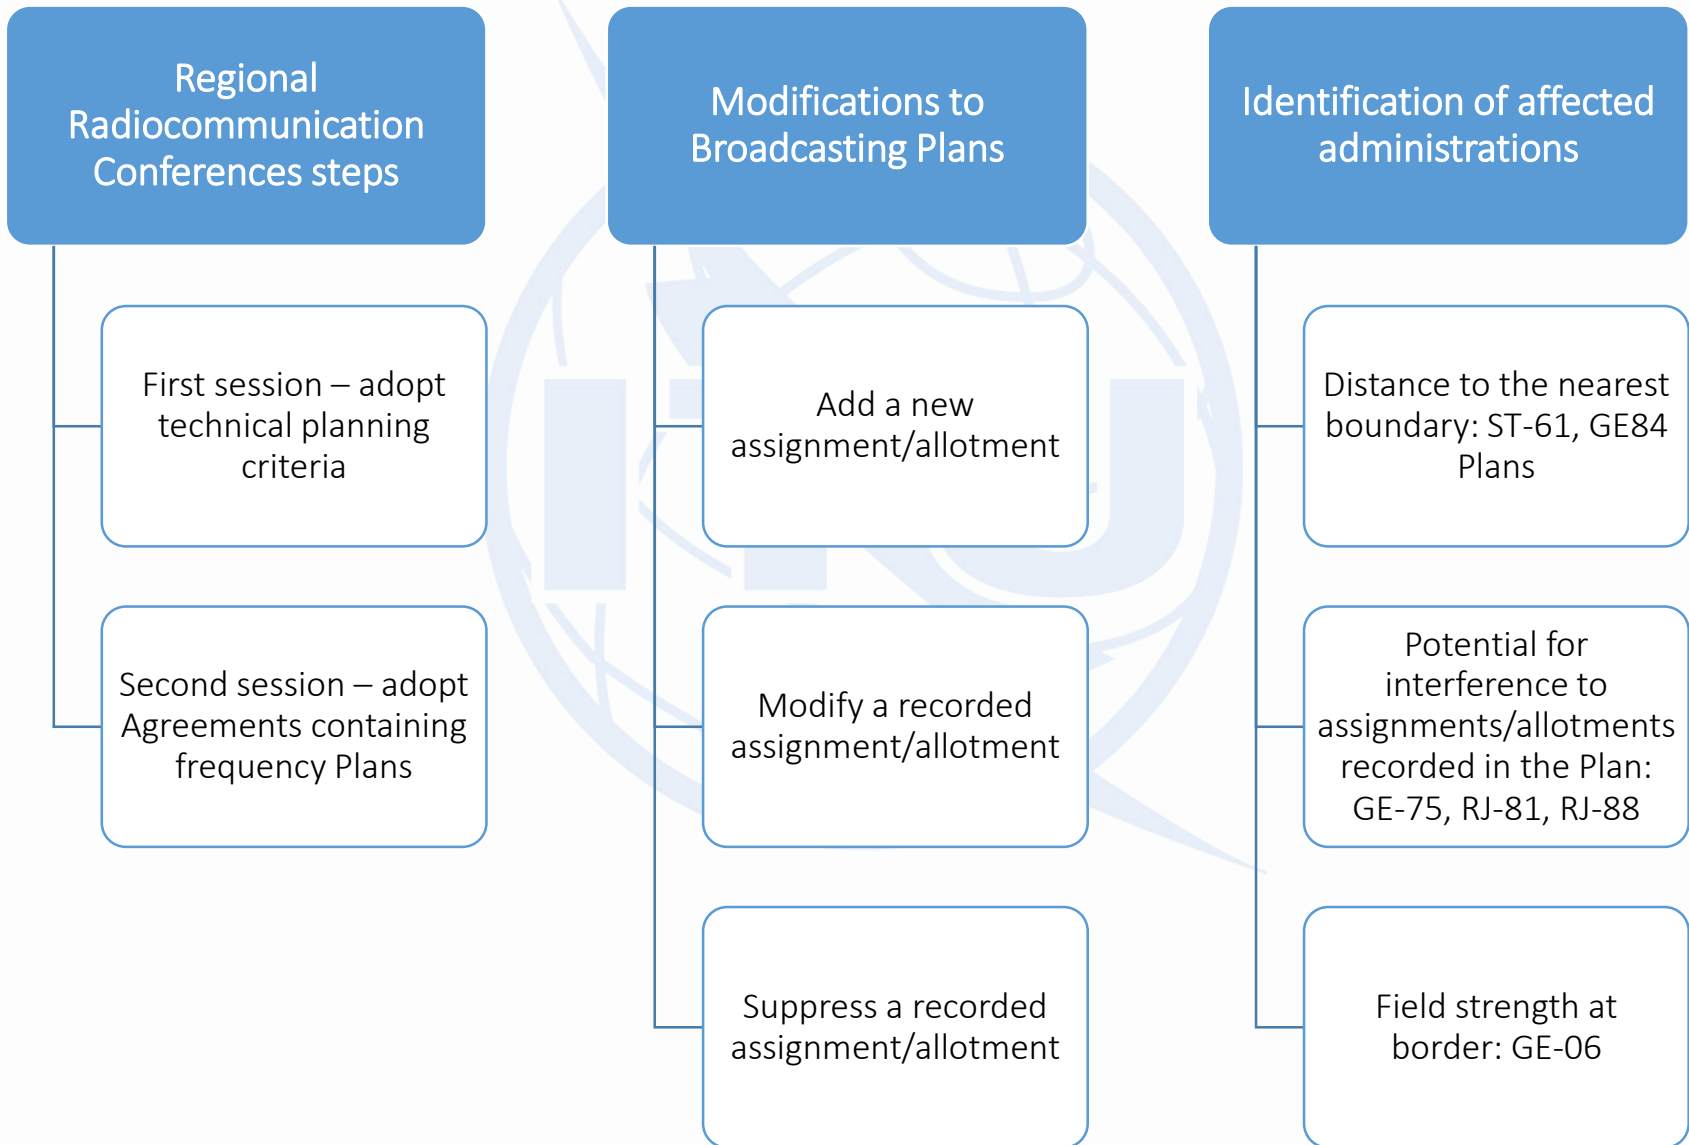 Regional
Radiocommunication
Conferences steps
First session – adopt
technical planning
criteria
Second session – adopt
Agreements containing
frequency Plans
Modifications to
Broadcasting Plans
Add a new
assignment/allotment
Modify a recorded
assignment/allotment
Suppress a recorded
assignment/allotment
Identification of affected
administrations
Distance to the nearest
boundary: ST-61, GE84
Plans
Potential for
interference to
assignments/allotments
recorded in the Plan:
GE-75, RJ-81, RJ-88
Field strength at
border: GE-06
ITU